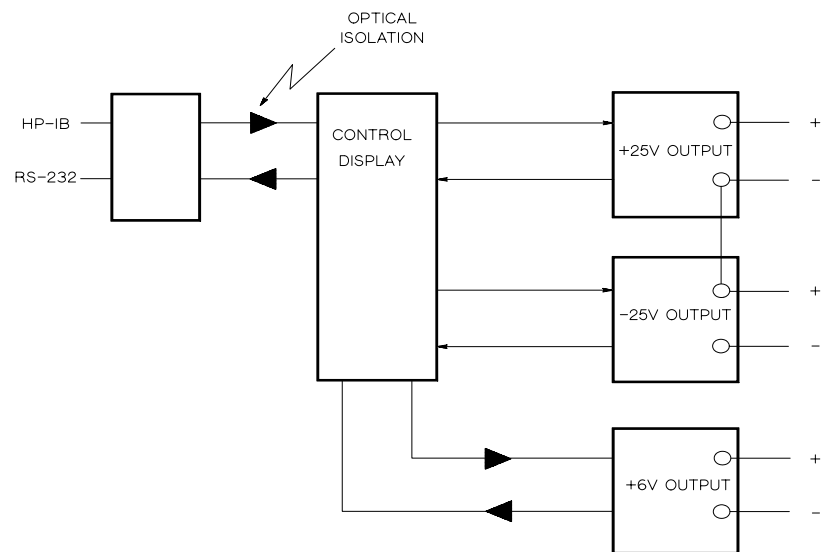 OPTICAL
ISOLATION
HP-IB
RS-232
CONTROL
DISPLAY
+25V OUTPUT
+
-
-25V OUTPUT
+
-
+6V OUTPUT
+
-